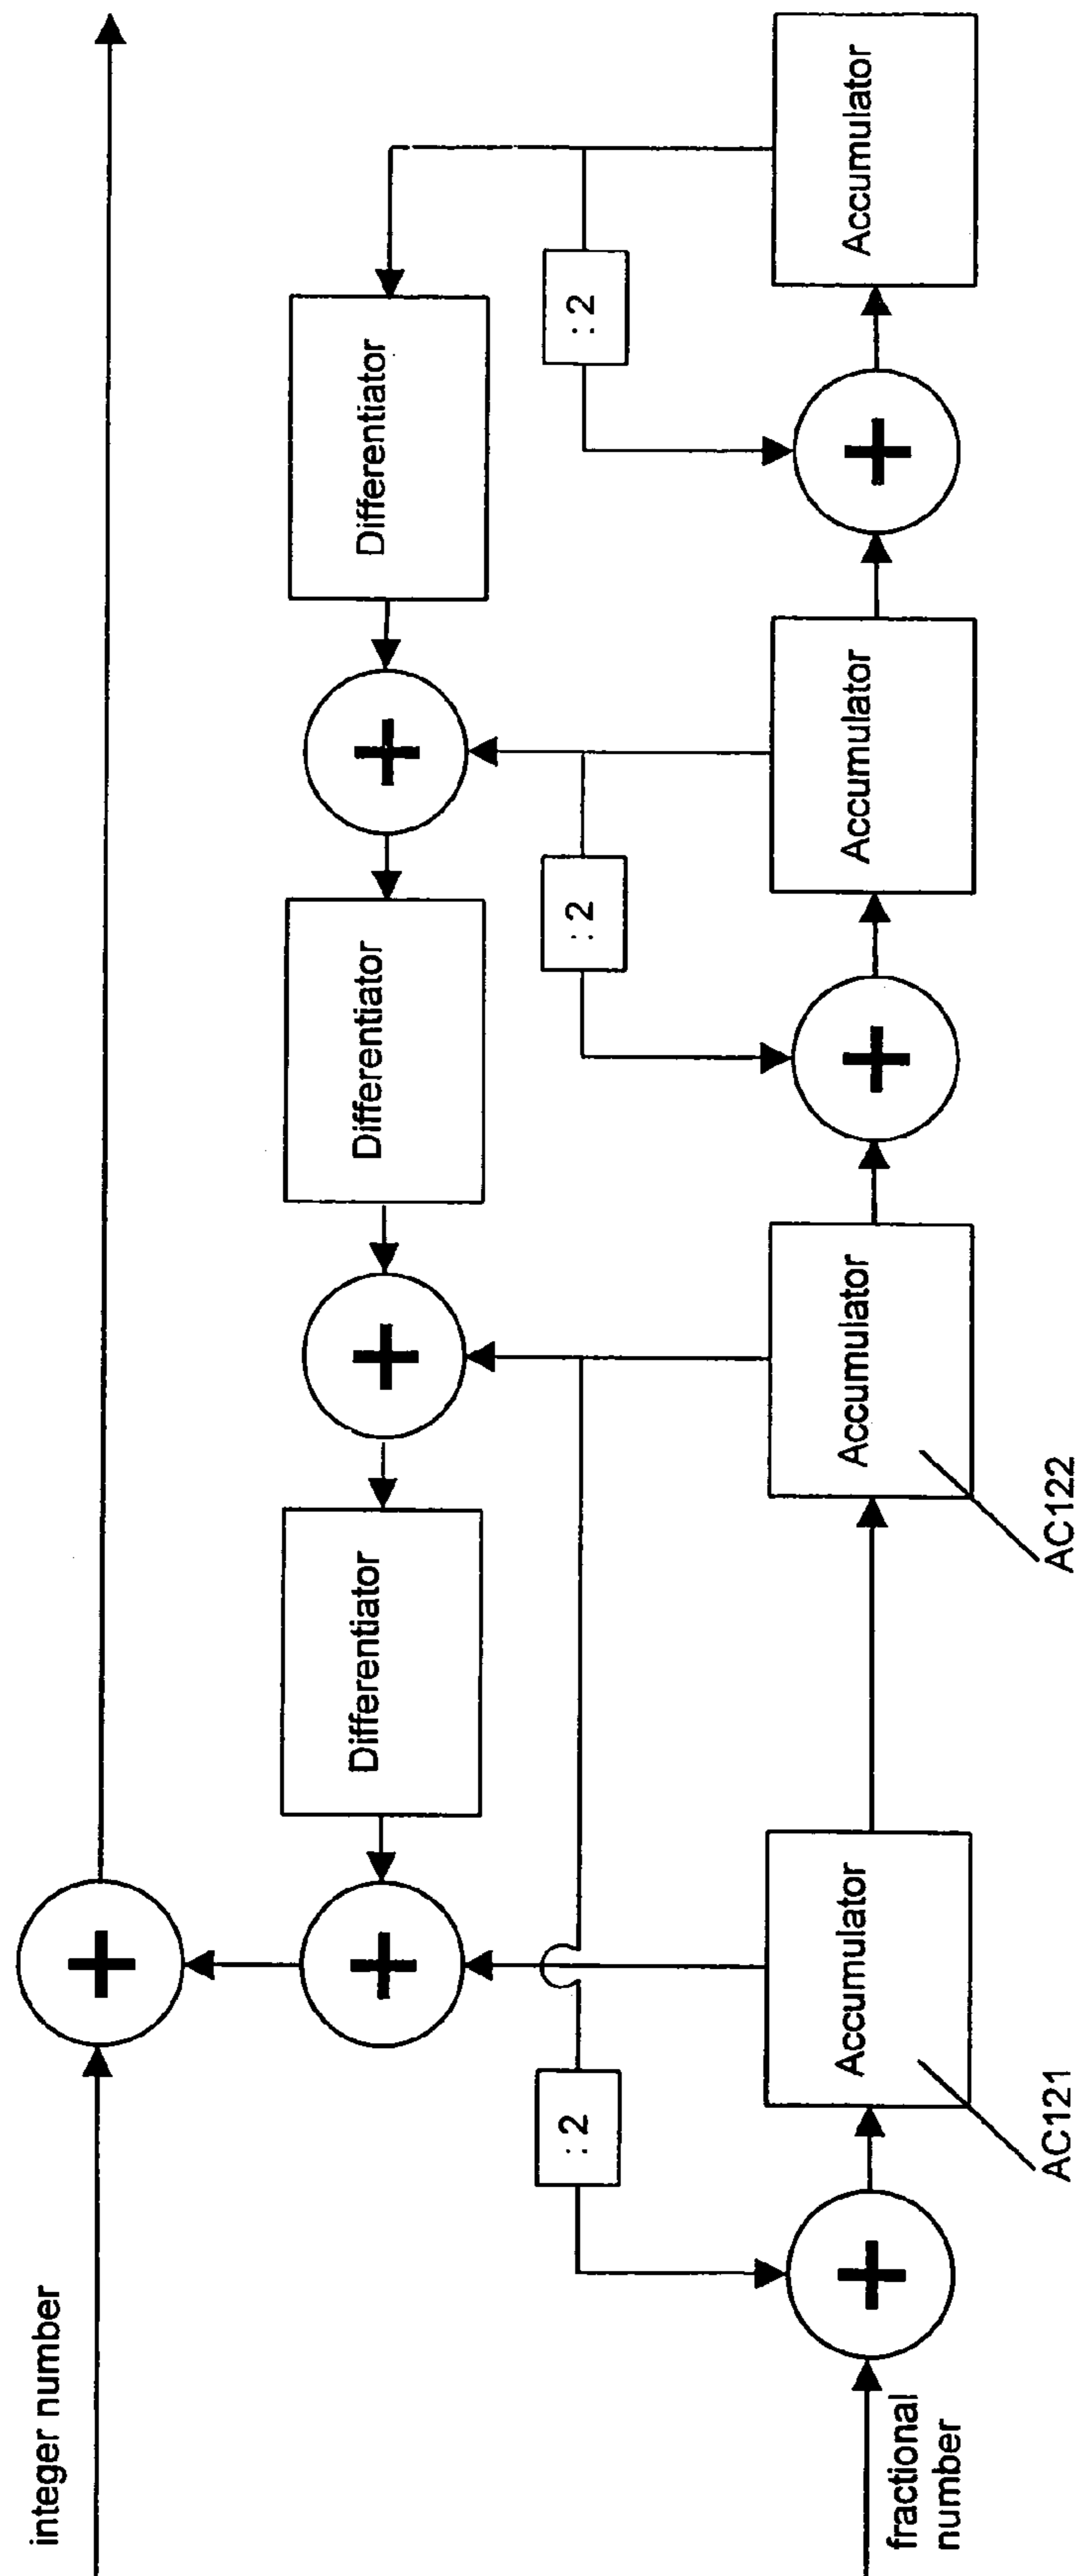 integer number
Differentiator
Differentiator
Differentiator
: 2
: 2
: 2
Accumulator
Accumulator
Accumulator
Accumulator
fractional
number
AC121
AC122